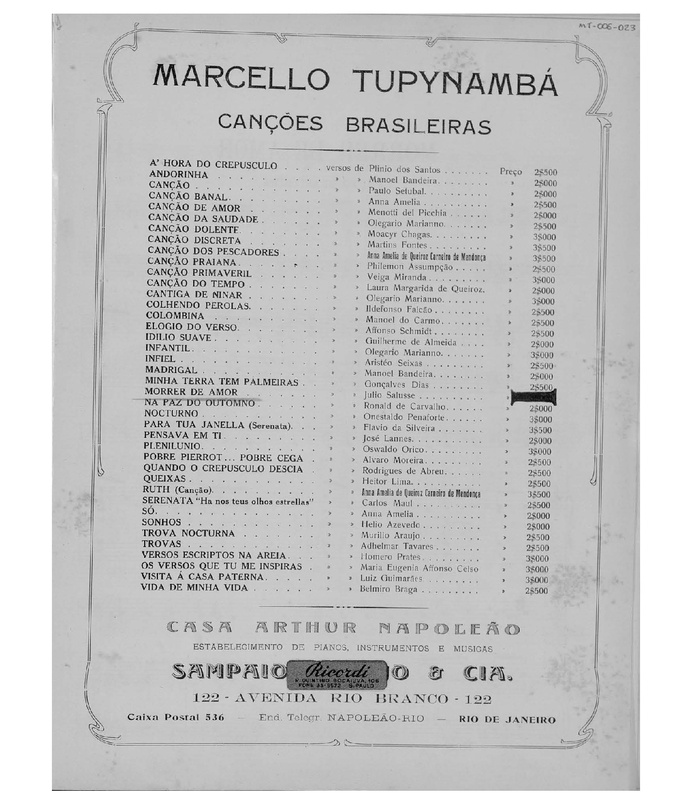 MT-006-023
MARCELLO TUPYNAMBÁ
CANÇÕES BRASILEIRAS
A' HORA DO CREPUSCULO . . . . versos de Plinio dos Santos . . . . . . . Preço 2$500
ANDORINHA . . . . . . . . . . » » Manoel Bandeira . . . . . . . » 2$000
CANÇÃO . . . . . . . . . . . » » Paulo Setubal. . . . . . . . » 2$000
CANÇÃO BANAL. . . . . . . . . » » Anna Amelia . . . . . . . . » 2$500
CANÇÃO DE AMOR . . . . . . . » » Menotti del Picchia . . . . . » 2$000
CANÇÃO DA SAUDADE . . . . . . » » Olegario Marianno. . . . . . » 2$500
CANÇÃO DOLENTE. . . . . . . . » » Moacyr Chagas. . . . . . . . » 3$000
CANÇÃO DISCRETA . . . . . . . » » Martins Fontes . . . . . . . » 3$500
CANÇÃO DOS PESCADORES . . . . » » Anna Amelia de Queiroz Carneiro de Mendonça » 3$500
CANÇÃO PRAIANA. . . . . . . . » » Philemon Assumpção . . . . . » 2$500
CANÇÃO PRIMAVERIL . . . . . . » » Veiga Miranda . . . . . . . » 3$000
CANÇÃO DO TEMPO . . . . . . . » » Laura Margarida de Queiroz. » 2$000
CANTIGA DE NINAR . . . . . . » » Olegario Marianno. . . . . . » 3$000
COLHENDO PEROLAS. . . . . . . » » Ildefonso Falcão . . . . . . » 2$500
COLOMBINA . . . . . . . . . . » » Manoel do Carmo . . . . . . » 2$500
ELOGIO DO VERSO. . . . . . . » » Affonso Schmidt . . . . . . » 2$500
IDILIO SUAVE . . . . . . . . » » Guilherme de Almeida . . . . » 2$000
INFANTIL . . . . . . . . . . » » Olegario Marianno. . . . . . » 3$000
INFIEL . . . . . . . . . . . » » Aristêo Seixas . . . . . . . » 2$500
MADRIGAL . . . . . . . . . . » » Manoel Bandeira. . . . . . . » 2$000
MINHA TERRA TEM PALMEIRAS . . » » Gonçalves Dias . . . . . . . » 2$500
MORRER DE AMOR . . . . . . . » » Julio Salusse . . . . . . .
NA PAZ DO OUTOMNO . . . . . . » » Ronald de Carvalho. . . . . » 2$000
NOCTURNO . . . . . . . . . . » » Onestaldo Penaforte . . . . » 3$000
PARA TUA JANELLA (Serenata). . » » Flavio da Silveira . . . . . » 3$500
PENSAVA EM TI . . . . . . . . » » José Lannes. . . . . . . . . » 2$000
PLENILUNIO. . . . . . . . . . » » Oswaldo Orico. . . . . . . . » 3$000
POBRE PIERROT... POBRE CEGA . » » Alvaro Moreira . . . . . . . » 2$500
QUANDO O CREPUSCULO DESCIA . . » » Rodrigues de Abreu. . . . . » 2$500
QUEIXAS . . . . . . . . . . . » » Heitor Lima. . . . . . . . . » 2$500
RUTH (Canção). . . . . . . . » » Anna Amelia de Queiroz Carneiro de Mendonça » 3$500
SERENATA "Ha nos teus olhos estrellas" » » Carlos Maul . . . . . . . . » 2$500
SÓ. . . . . . . . . . . . . . » » Anna Amelia . . . . . . . . » 2$000
SONHOS . . . . . . . . . . . » » Helio Azevedo . . . . . . . » 2$500
TROVA NOCTURNA . . . . . . . » » Murillo Araujo . . . . . . . » 2$500
TROVAS . . . . . . . . . . . » » Adhelmar Tavares . . . . . . » 2$500
VERSOS ESCRIPTOS NA AREIA . . » » Homero Prates . . . . . . . » 3$000
OS VERSOS QUE TU ME INSPIRAS . » » Maria Eugenia Affonso Celso » 3$000
VISITA Á CASA PATERNA. . . . » » Luiz Guimarães . . . . . . . » 3$000
VIDA DE MINHA VIDA . . . . . » » Belmiro Braga . . . . . . . » 2$500
CASA ARTHUR NAPOLEÃO
ESTABELECIMENTO DE PIANOS, INSTRUMENTOS E MUSICAS
SAMPAIO Ricordi O & CIA.
R. QUINTINO BOCAIUVA, 108
122 - AVENIDA RIO BRANCO - 122
Caixa Postal 536 — End. Telegr. NAPOLEÃO-RIO — RIO DE JANEIRO